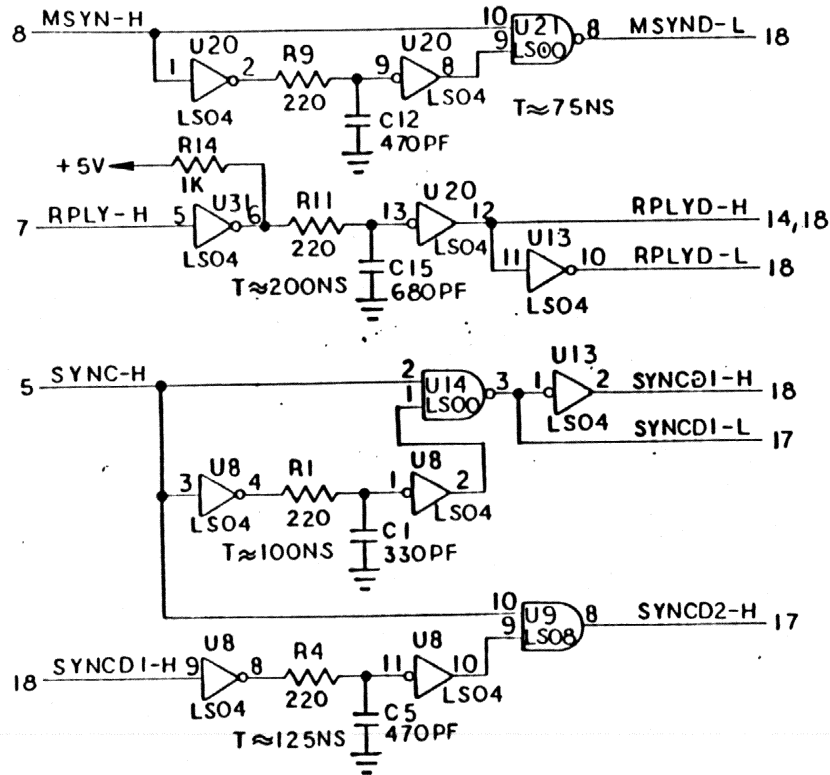 8 MSYN-H
1 U20 2
LS04
R9
220
C12
470PF
9 U20 8
LS04
10
9
U21
LS00
8 MSYND-L 18
T≈75NS
+5V
R14
1K
7 RPLY-H
5 U31 6
LS04
R11
220
T≈200NS
C15
680PF
13 U20 12
LS04
RPLYD-H 14,18
11 U13 10
LS04
RPLYD-L 18
5 SYNC-H
2
1
U14
LS00
3
1 U13 2
LS04
SYNCD1-H 18
SYNCD1-L 17
3 U8 4
LS04
R1
220
T≈100NS
C1
330PF
1 U8 2
LS04
10
9
U9
LS08
8 SYNCD2-H 17
18 SYNCD1-H
9 U8 8
LS04
R4
220
T≈125NS
C5
470PF
11 U8 10
LS04